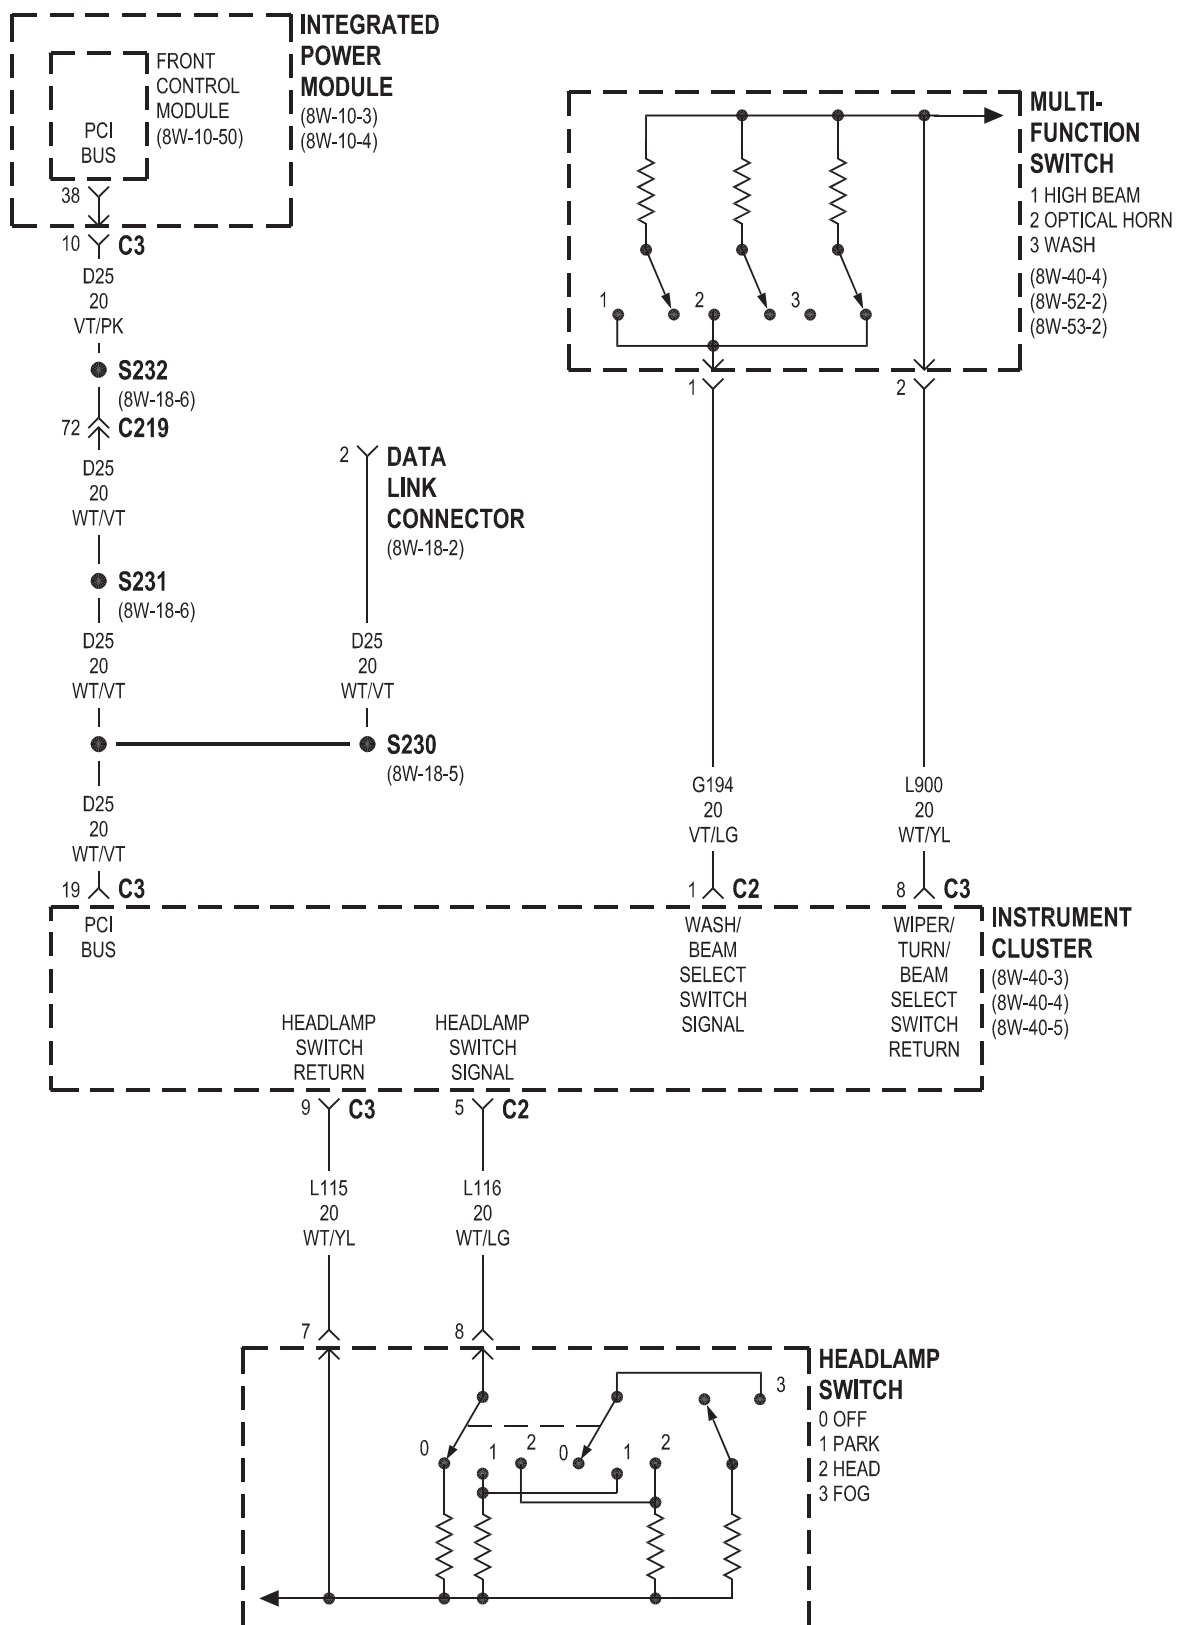 INTEGRATED
POWER
MODULE
(8W-10-3)
(8W-10-4)
FRONT
CONTROL
MODULE
(8W-10-50)
PCI
BUS
38
10
C3
D25
20
VT/PK
S232
(8W-18-6)
72
C219
D25
20
WT/VT
S231
(8W-18-6)
D25
20
WT/VT
2
DATA
LINK
CONNECTOR
(8W-18-2)
D25
20
WT/VT
S230
(8W-18-5)
D25
20
WT/VT
19
C3
MULTI-
FUNCTION
SWITCH
1 HIGH BEAM
2 OPTICAL HORN
3 WASH
(8W-40-4)
(8W-52-2)
(8W-53-2)
1
2
3
1
2
G194
20
VT/LG
L900
20
WT/YL
1
C2
8
C3
INSTRUMENT
CLUSTER
(8W-40-3)
(8W-40-4)
(8W-40-5)
PCI
BUS
WASH/
BEAM
SELECT
SWITCH
SIGNAL
WIPER/
TURN/
BEAM
SELECT
SWITCH
RETURN
HEADLAMP
SWITCH
RETURN
HEADLAMP
SWITCH
SIGNAL
9
C3
5
C2
L115
20
WT/YL
L116
20
WT/LG
7
8
HEADLAMP
SWITCH
0 OFF
1 PARK
2 HEAD
3 FOG
3
0
1
2
0
1
2